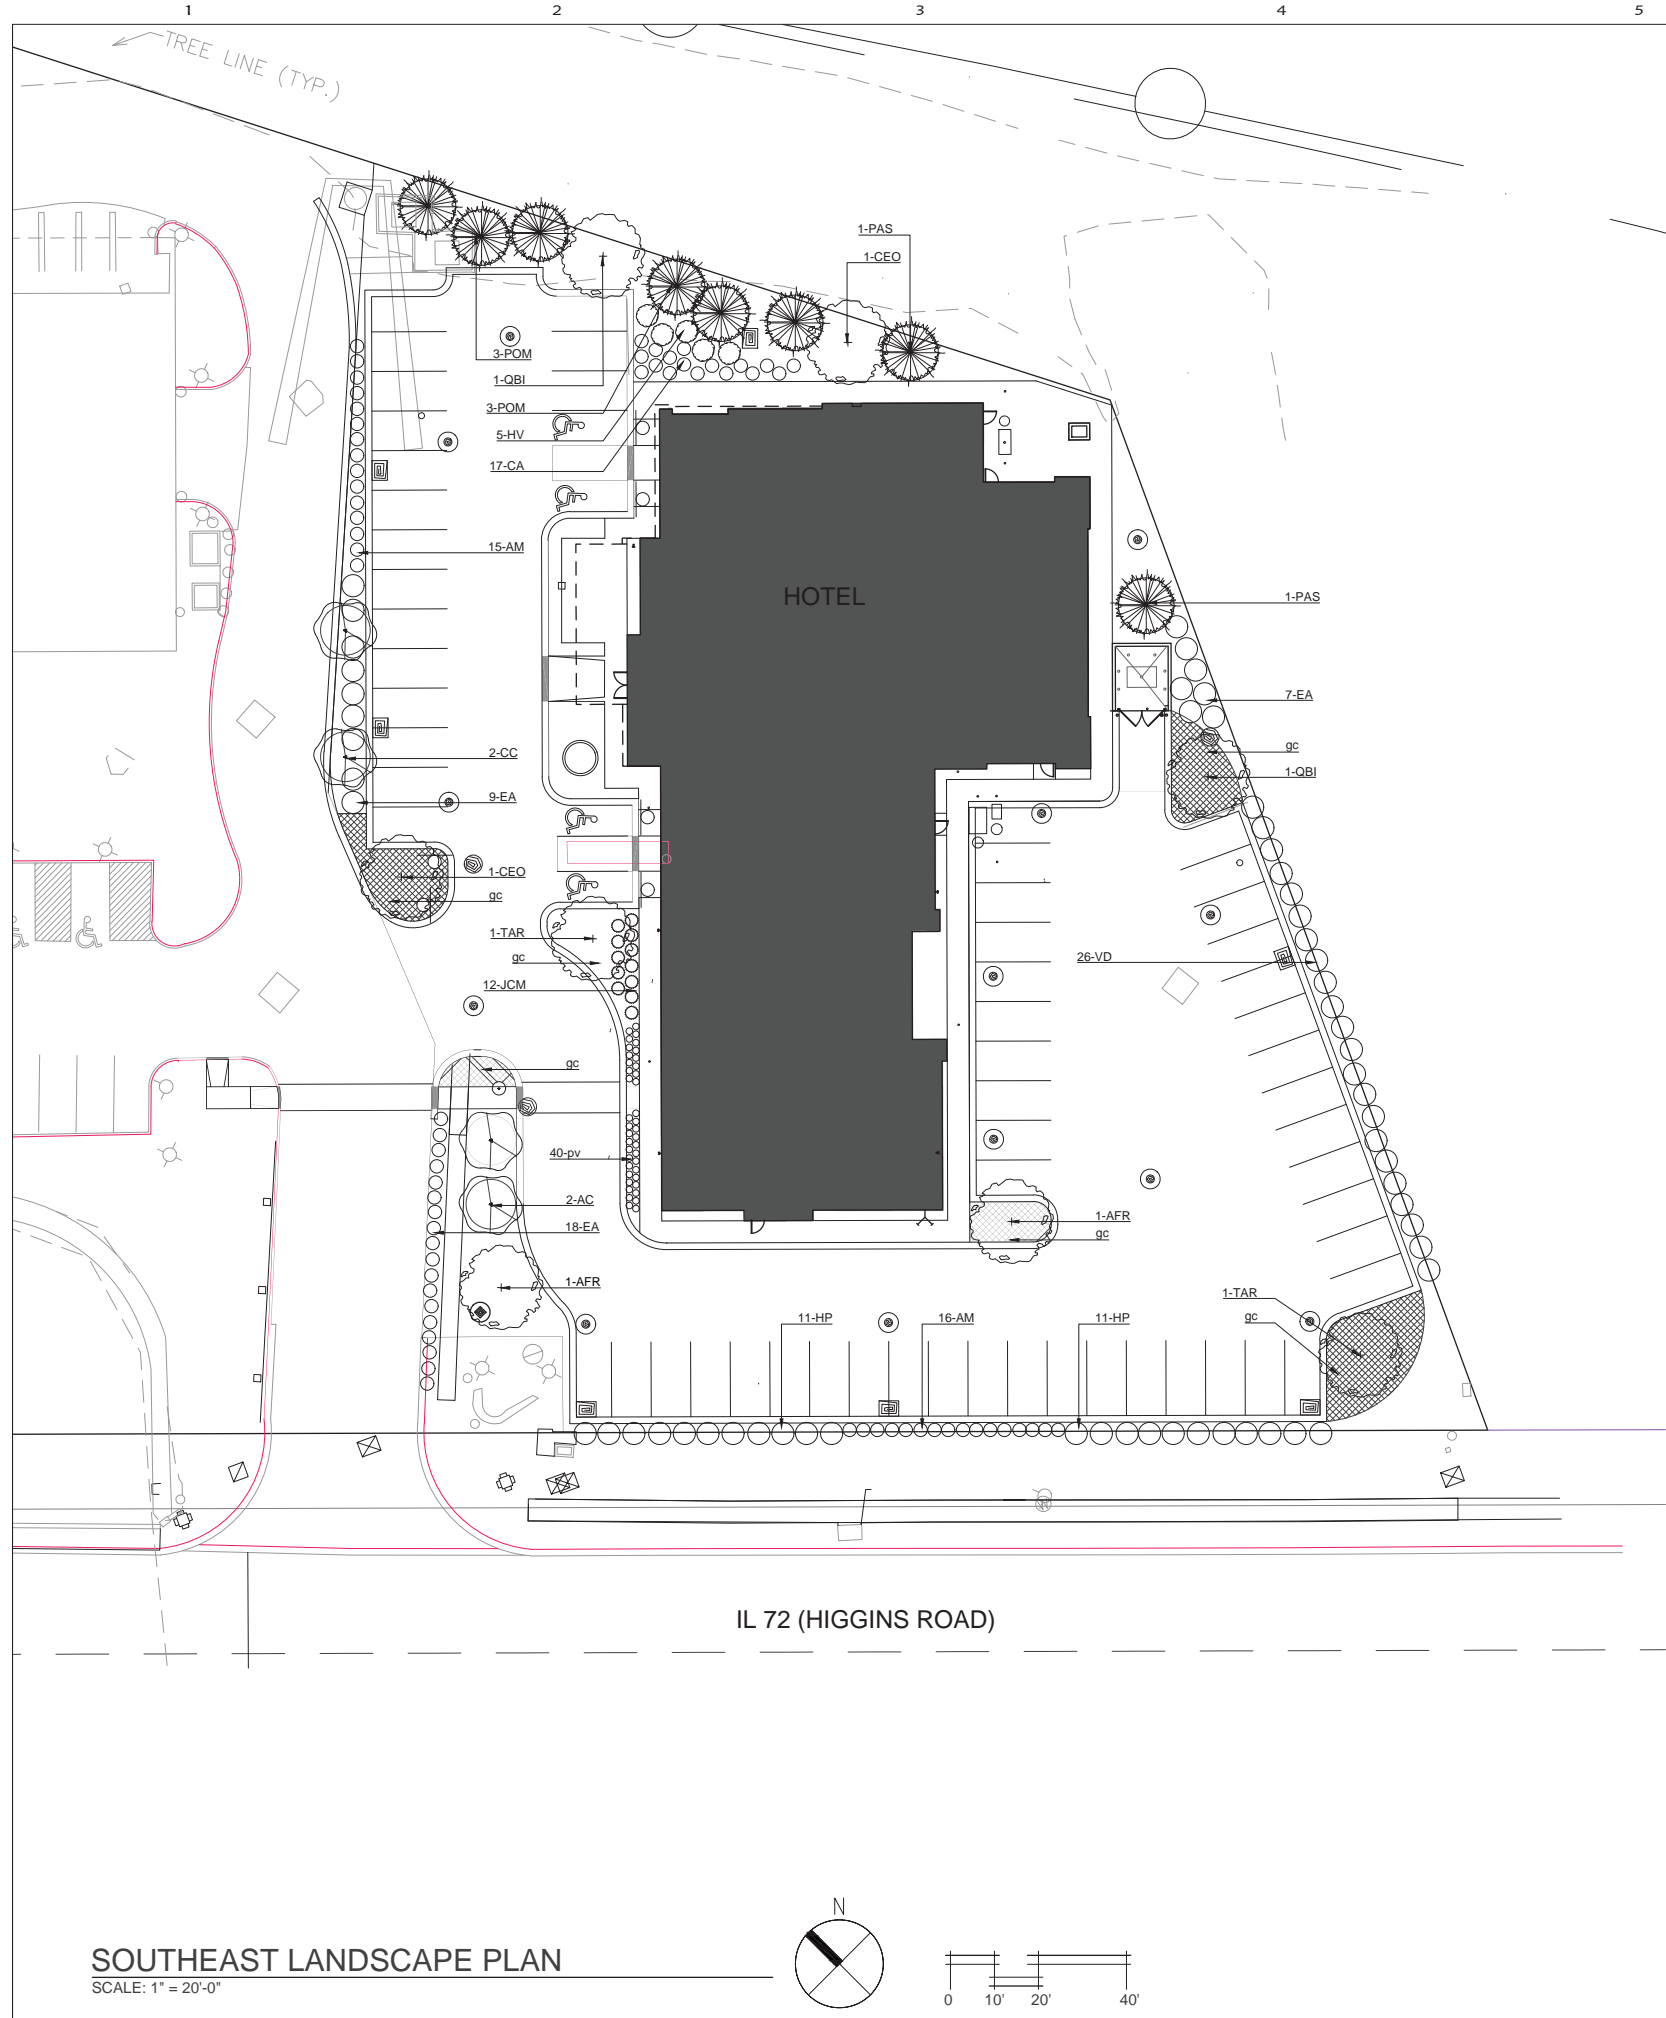 1 2 3 4 5
TREE LINE (TYP.)
1-PAS
1-CEO
3-POM
1-QBI
3-POM
5-HV
17-CA
15-AM
HOTEL
1-PAS
7-EA
gc
1-QBI
2-CC
9-EA
1-CEO
gc
1-TAR
gc
26-VD
12-JCM
gc
40-pv
2-AC
18-EA
1-AFR
gc
1-AFR
1-TAR
gc
11-HP
16-AM
11-HP
IL 72 (HIGGINS ROAD)
N
SOUTHEAST LANDSCAPE PLAN
SCALE: 1" = 20'-0"
0 10' 20' 40'